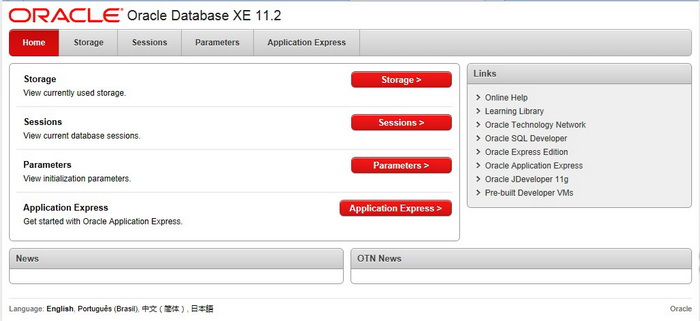 ORACLE® Oracle Database XE 11.2
Home Storage Sessions Parameters Application Express
Storage
View currently used storage.
Storage >
Sessions
View current database sessions.
Sessions >
Parameters
View initialization parameters.
Parameters >
Application Express
Get started with Oracle Application Express.
Application Express >
Links
> Online Help
> Learning Library
> Oracle Technology Network
> Oracle SQL Developer
> Oracle Express Edition
> Oracle Application Express
> Oracle JDeveloper 11g
> Pre-built Developer VMs
News
OTN News
Language: English, Português (Brasil), 中文（简体）, 日本語
Oracle